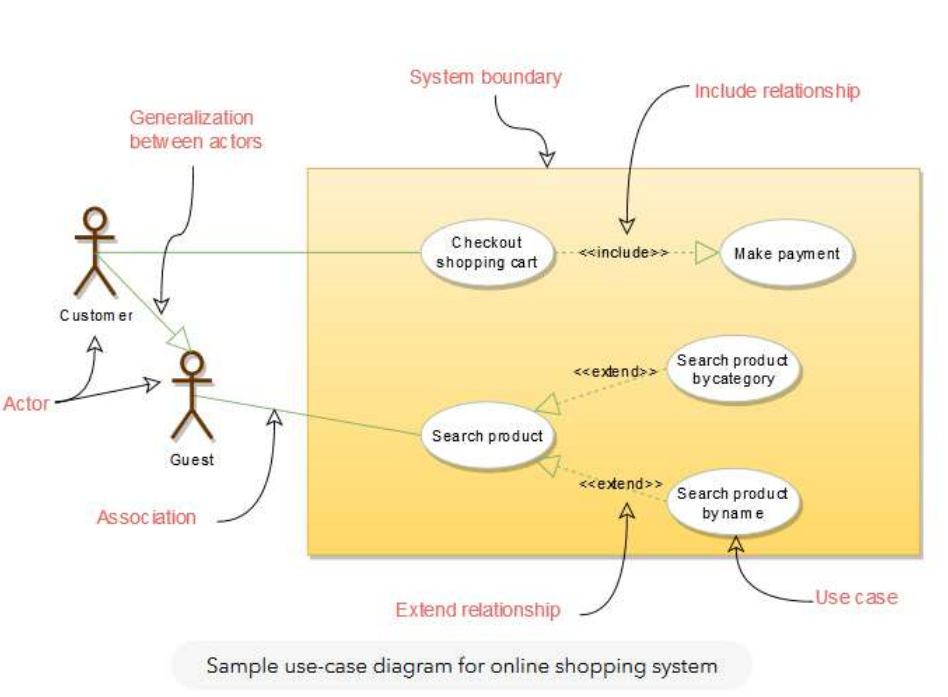 System boundary
Include relationship
Generalization
between actors
Checkout
shopping cart
<<include>>
Make payment
Customer
Search product
by category
<<extend>>
Actor
Search product
Guest
<<extend>>
Search product
by name
Association
Use case
Extend relationship
Sample use-case diagram for online shopping system